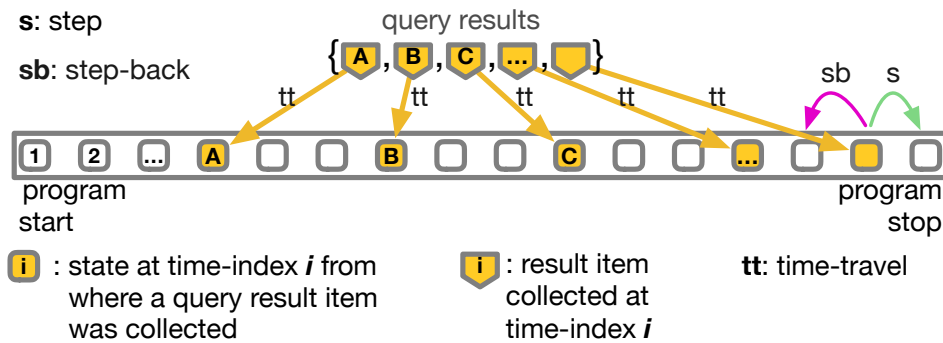 s: step
query results
sb: step-back
{A, B, C, ..., }
tt tt tt tt tt
sb s
1 2 ... A B C ...
program start
program stop
i : state at time-index i from
where a query result item
was collected
i : result item
collected at
time-index i
tt: time-travel